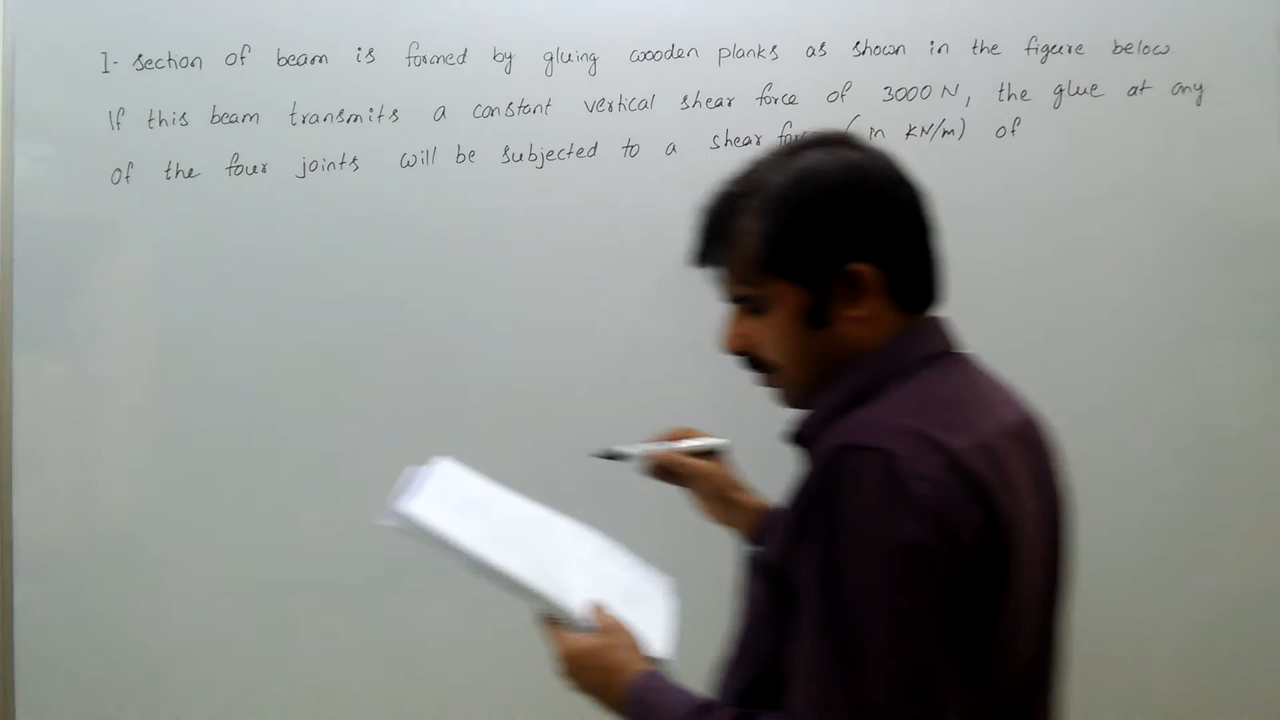 I- section of beam is formed by gluing wooden planks as shown in the figure below
If this beam transmits a constant vertical shear force of 3000 N, the glue at any
of the four joints will be subjected to a shear (in kN/m) of